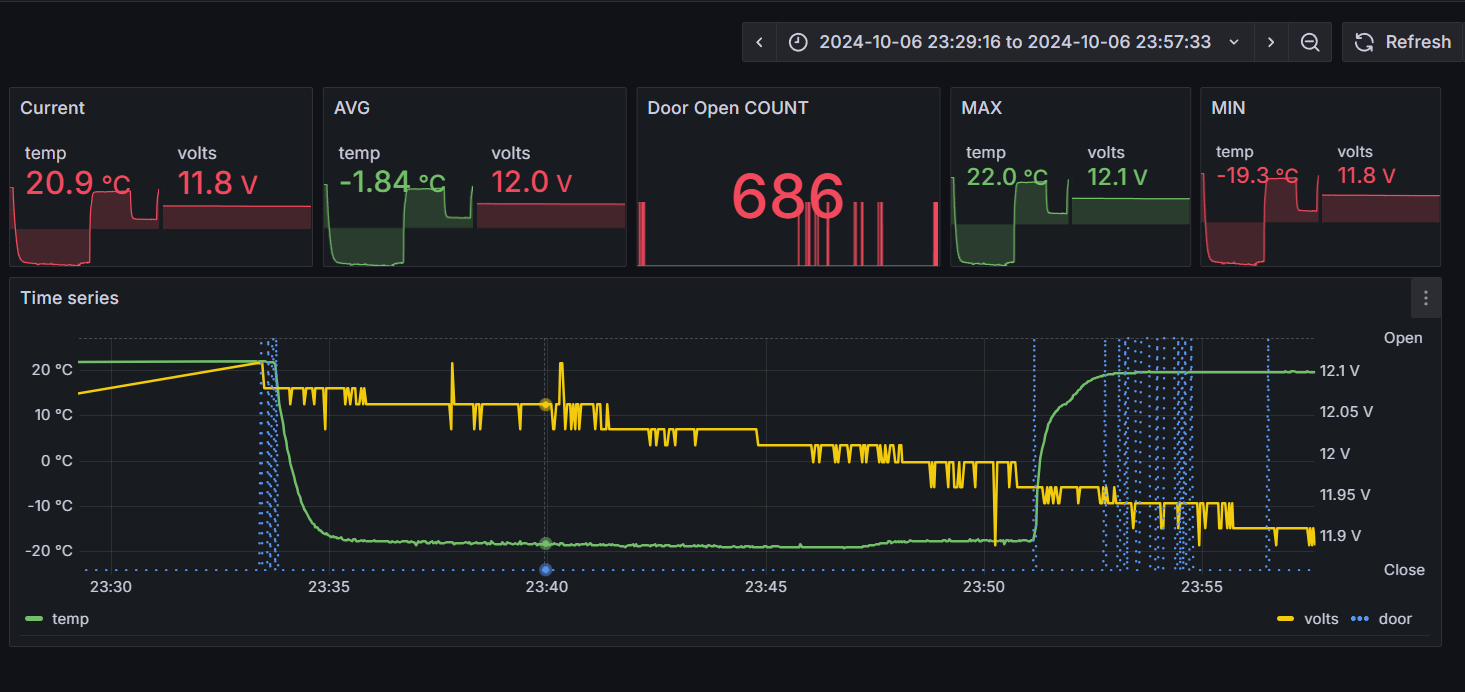 2024-10-06 23:29:16 to 2024-10-06 23:57:33 Refresh
Current AVG Door Open COUNT MAX MIN
temp volts temp volts temp volts temp volts
20.9 °C 11.8 V -1.84 °C 12.0 V 686 22.0 °C 12.1 V -19.3 °C 11.8 V
Time series
Open
20 °C 12.1 V
10 °C 12.05 V
0 °C 12 V
-10 °C 11.95 V
-20 °C 11.9 V
Close
23:30 23:35 23:40 23:45 23:50 23:55
temp volts door